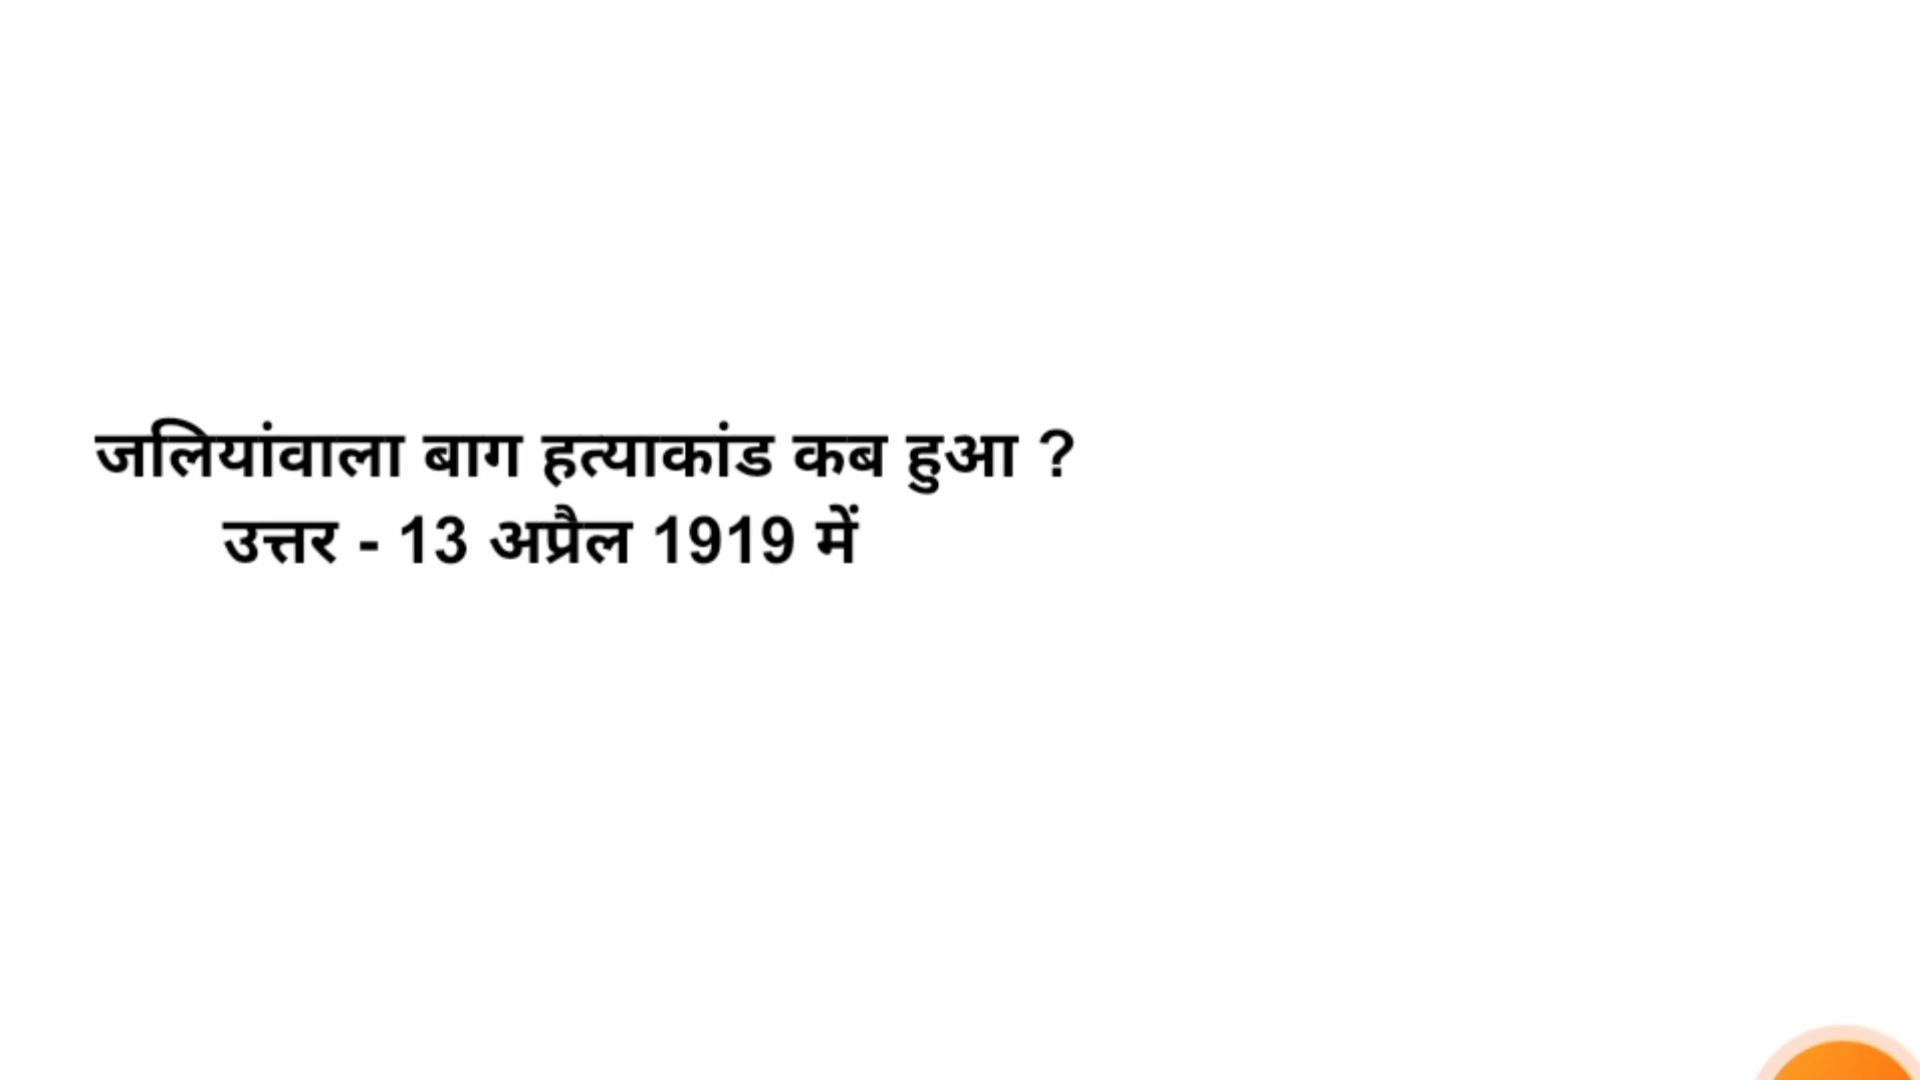 जलियांवाला बाग हत्याकांड कब हुआ ?
उत्तर - 13 अप्रैल 1919 में